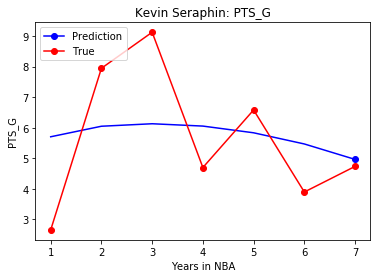 Kevin Seraphin: PTS_G
Prediction
True
PTS_G
9
8
7
6
5
4
3
1 2 3 4 5 6 7
Years in NBA